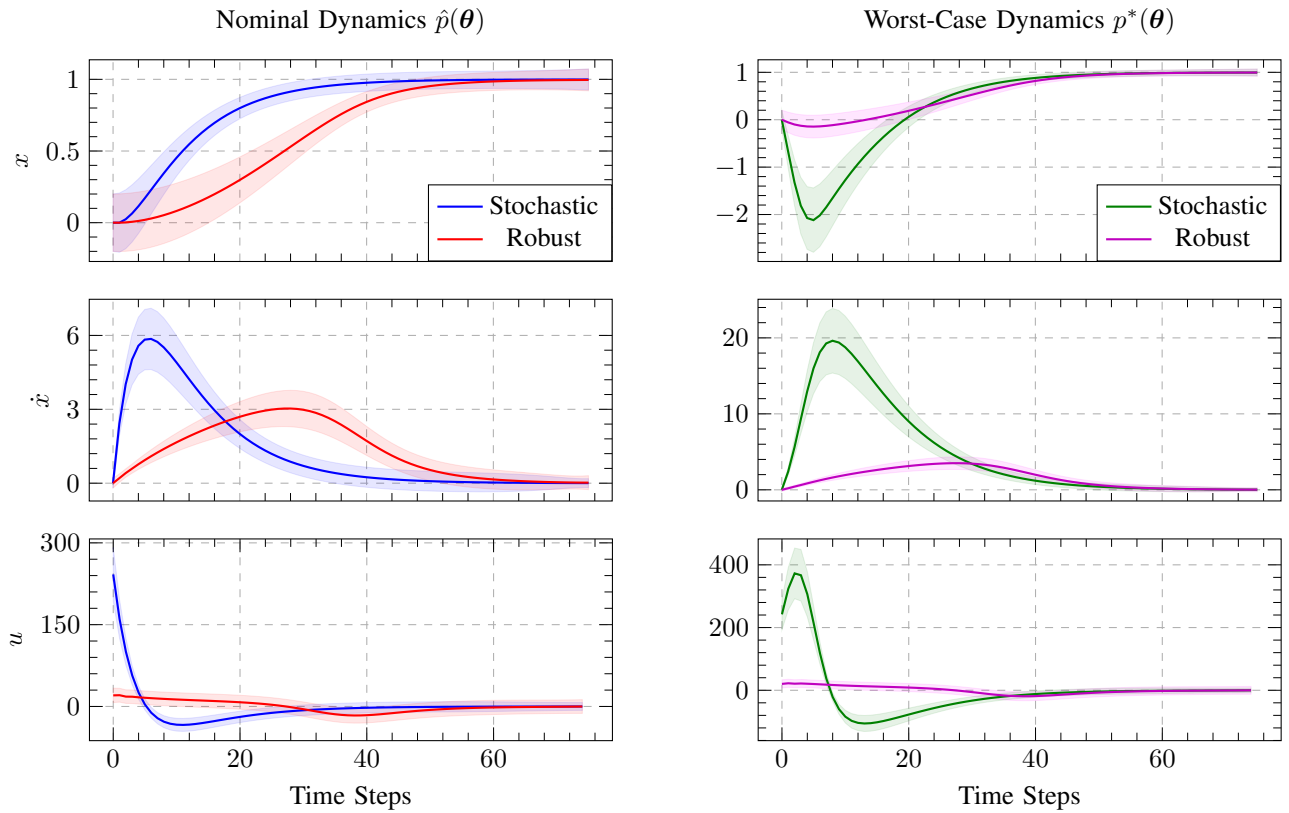 Nominal Dynamics p̂(θ)
Worst-Case Dynamics p*(θ)
1
0.5
0
x
Stochastic
Robust
1
0
−1
−2
Stochastic
Robust
6
3
0
ẋ
20
10
0
300
150
0
u
0 20 40 60
Time Steps
400
200
0
0 20 40 60
Time Steps